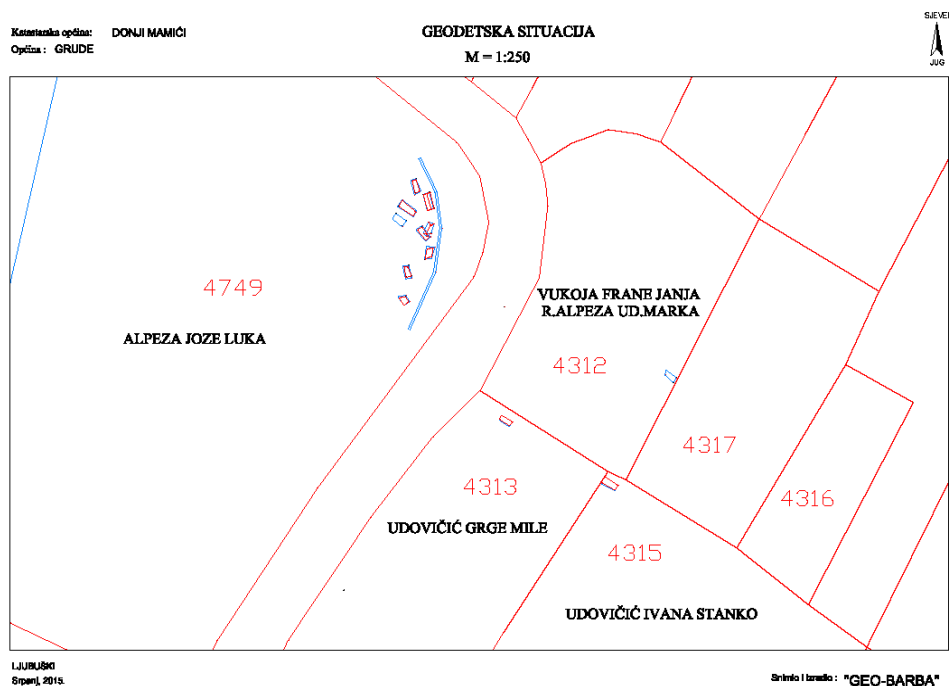 Katastarska općina: DONJI MAMIĆI
Općina : GRUDE
GEODETSKA SITUACIJA
M = 1:250
SJEVER
JUG
4749
ALPEZA JOZE LUKA
VUKOJA FRANE JANJA
R.ALPEZA UD.MARKA
4312
4317
4313
4316
UDOVIČIĆ GRGE MILE
4315
UDOVIČIĆ IVANA STANKO
LJUBUŠKI
Srpanj, 2015.
Snimio i izradio : "GEO-BARBA"